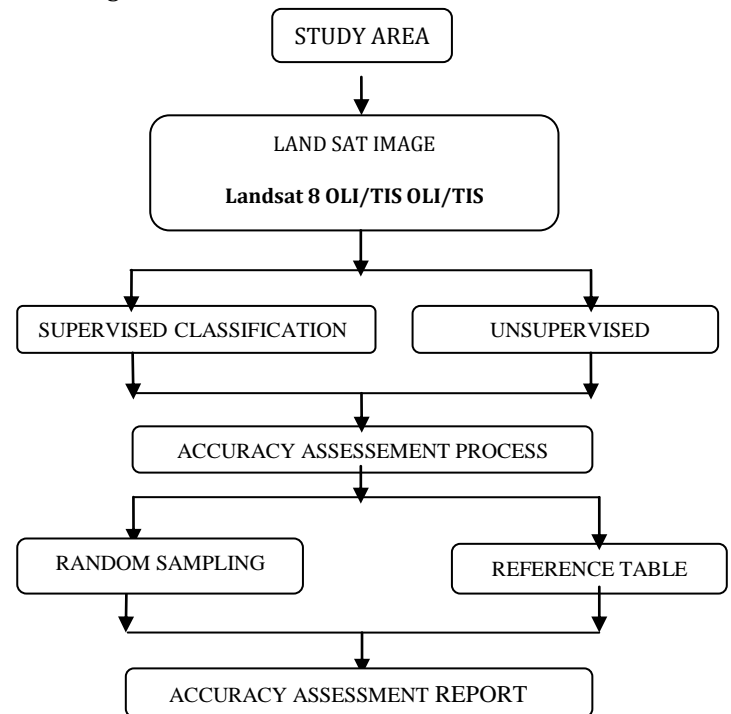 STUDY AREA
LAND SAT IMAGE
Landsat 8 OLI/TIS OLI/TIS
SUPERVISED CLASSIFICATION
UNSUPERVISED
ACCURACY ASSESSEMENT PROCESS
RANDOM SAMPLING
REFERENCE TABLE
ACCURACY ASSESSMENT REPORT